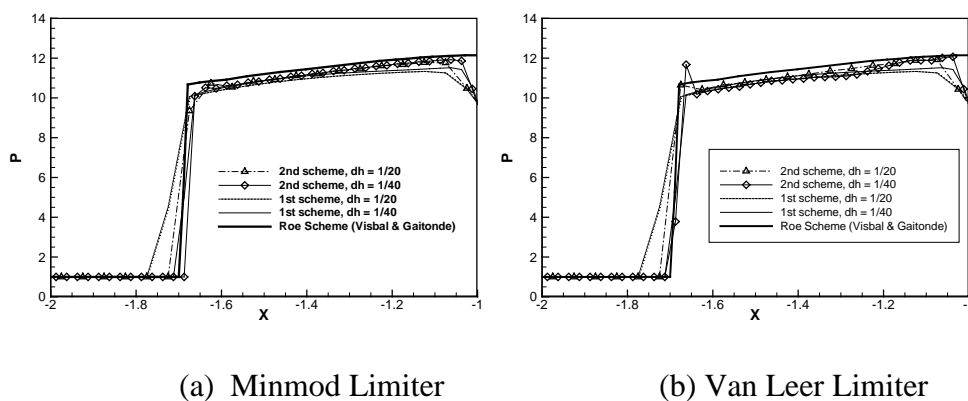 14
12
10
8
6
4
2
0
P
-2
-1.8
-1.6
-1.4
-1.2
-1
X
2nd scheme, dh = 1/20
2nd scheme, dh = 1/40
1st scheme, dh = 1/20
1st scheme, dh = 1/40
Roe Scheme (Visbal & Gaitonde)
(a) Minmod Limiter
14
12
10
8
6
4
2
0
P
-2
-1.8
-1.6
-1.4
-1.2
-1
X
2nd scheme, dh = 1/20
2nd scheme, dh = 1/40
1st scheme, dh = 1/20
1st scheme, dh = 1/40
Roe Scheme (Visbal & Gaitonde)
(b) Van Leer Limiter